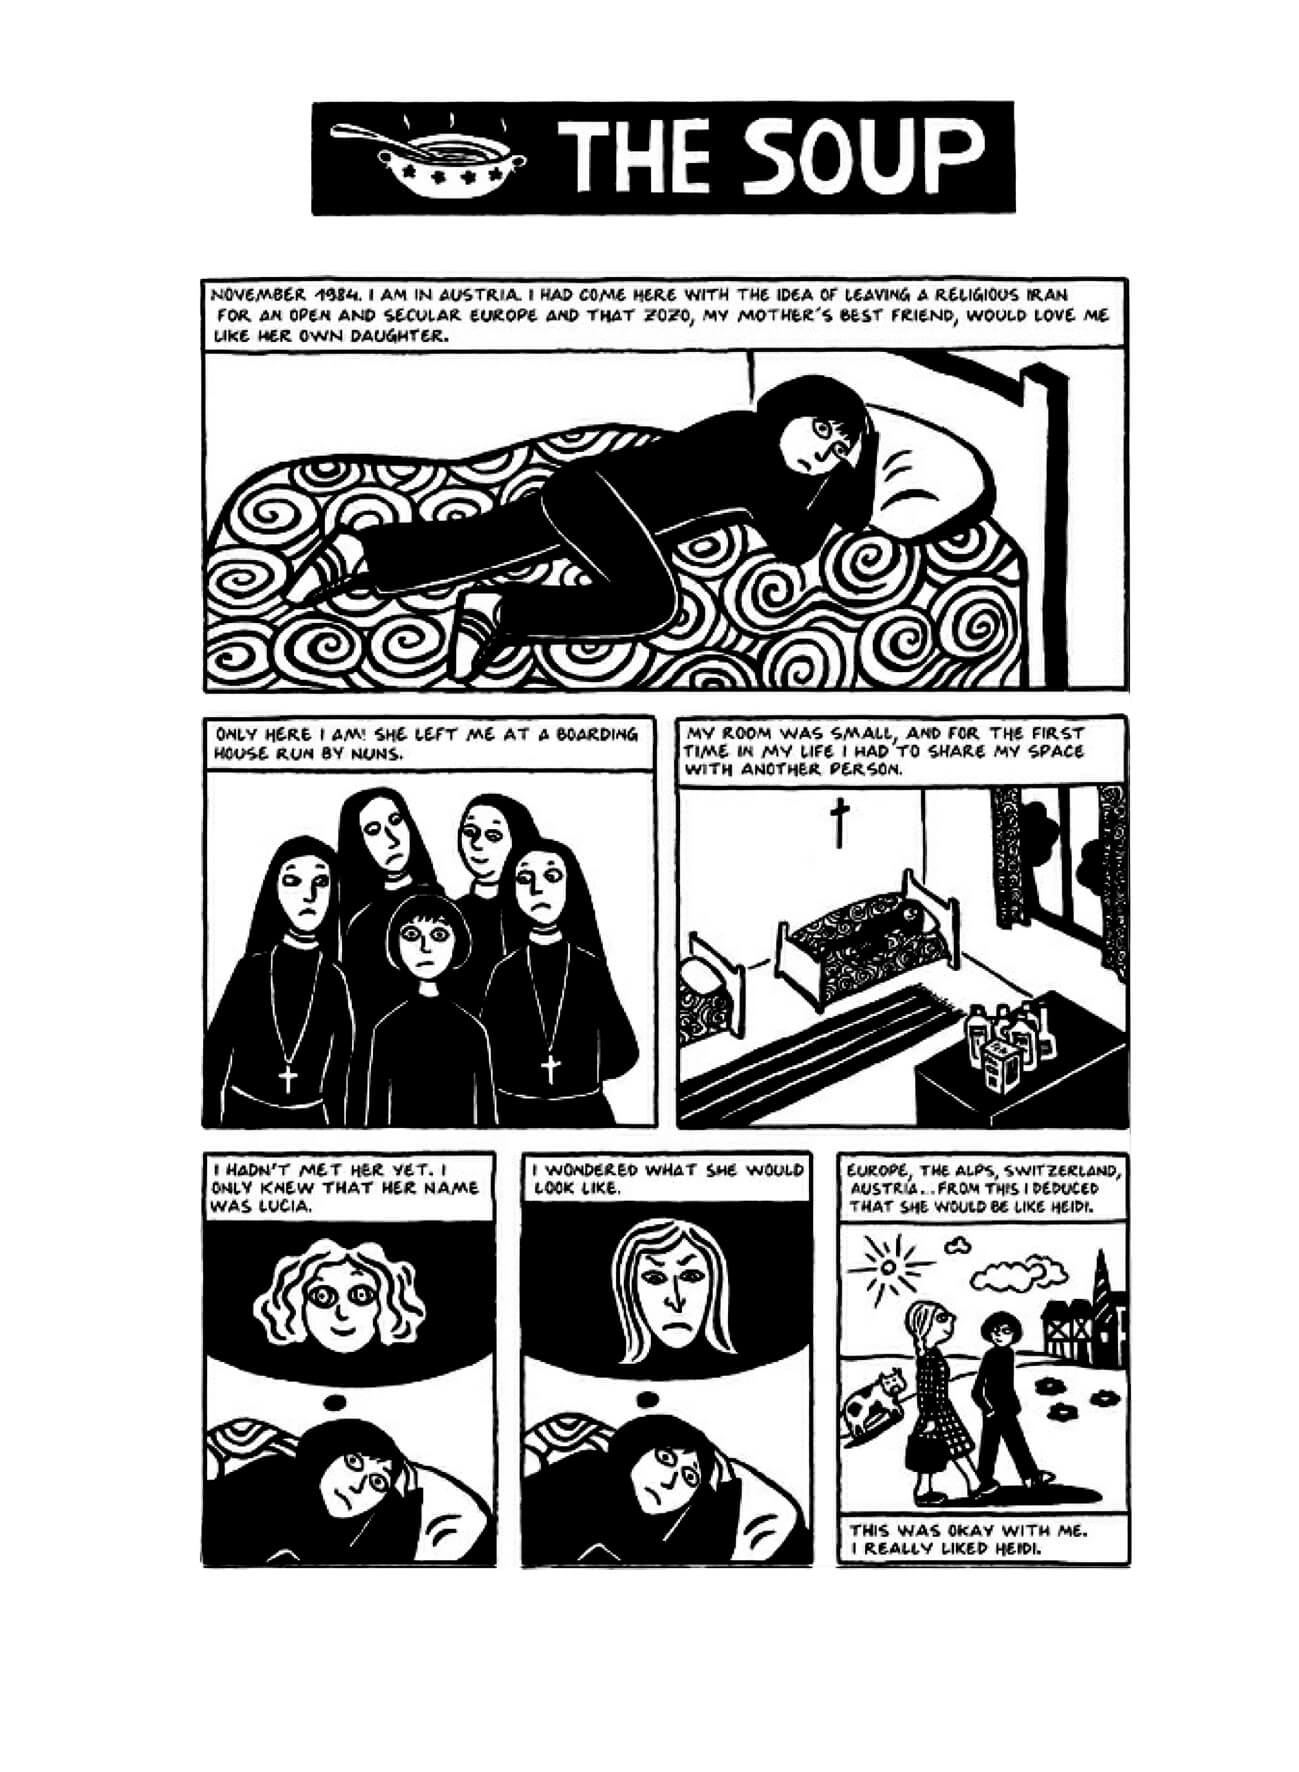 THE SOUP
NOVEMBER 1984. I AM IN AUSTRIA. I HAD COME HERE WITH THE IDEA OF LEAVING A RELIGIOUS IRAN
FOR AN OPEN AND SECULAR EUROPE AND THAT ZOZO, MY MOTHER'S BEST FRIEND, WOULD LOVE ME
LIKE HER OWN DAUGHTER.
ONLY HERE I AM! SHE LEFT ME AT A BOARDING
HOUSE RUN BY NUNS.
MY ROOM WAS SMALL, AND FOR THE FIRST
TIME IN MY LIFE I HAD TO SHARE MY SPACE
WITH ANOTHER PERSON.
I HADN'T MET HER YET. I
ONLY KNEW THAT HER NAME
WAS LUCIA.
I WONDERED WHAT SHE WOULD
LOOK LIKE.
EUROPE, THE ALPS, SWITZERLAND,
AUSTRIA...FROM THIS I DEDUCED
THAT SHE WOULD BE LIKE HEIDI.
THIS WAS OKAY WITH ME.
I REALLY LIKED HEIDI.